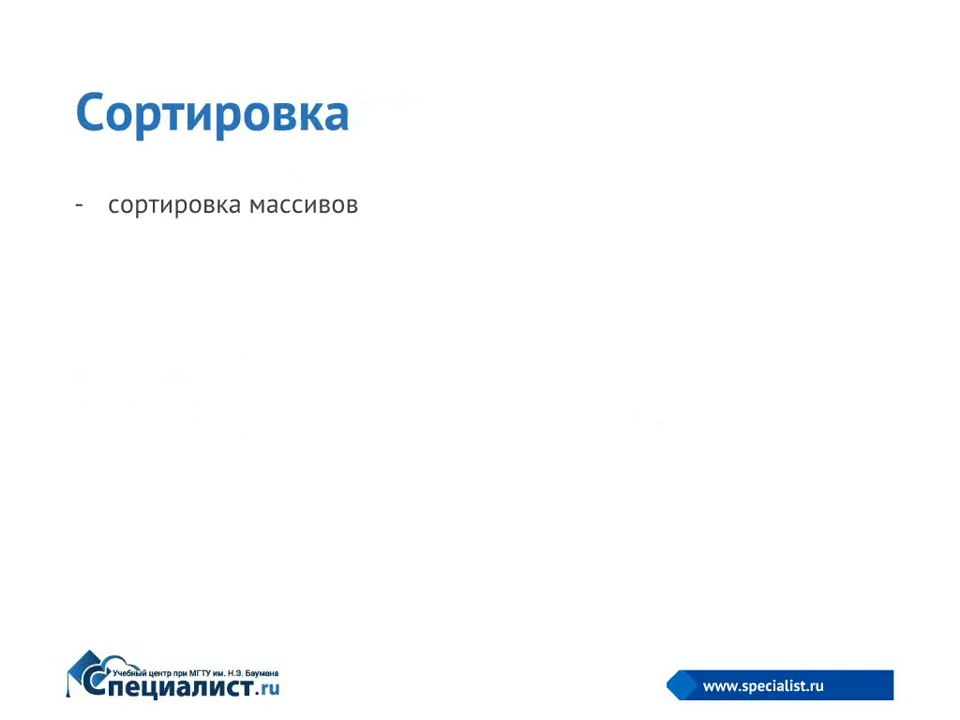 Сортировка
- сортировка массивов
Учебный центр при МГТУ им. Н.Э. Баумана
Специалист.ru
www.specialist.ru